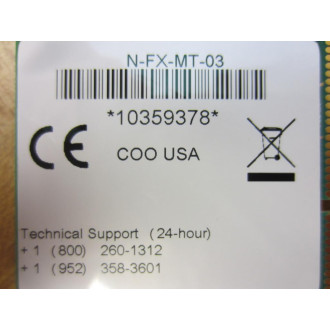 N-FX-MT-03
*10359378*
CE
COO USA
Technical Support (24-hour)
+ 1 (800) 260-1312
+ 1 (952) 358-3601